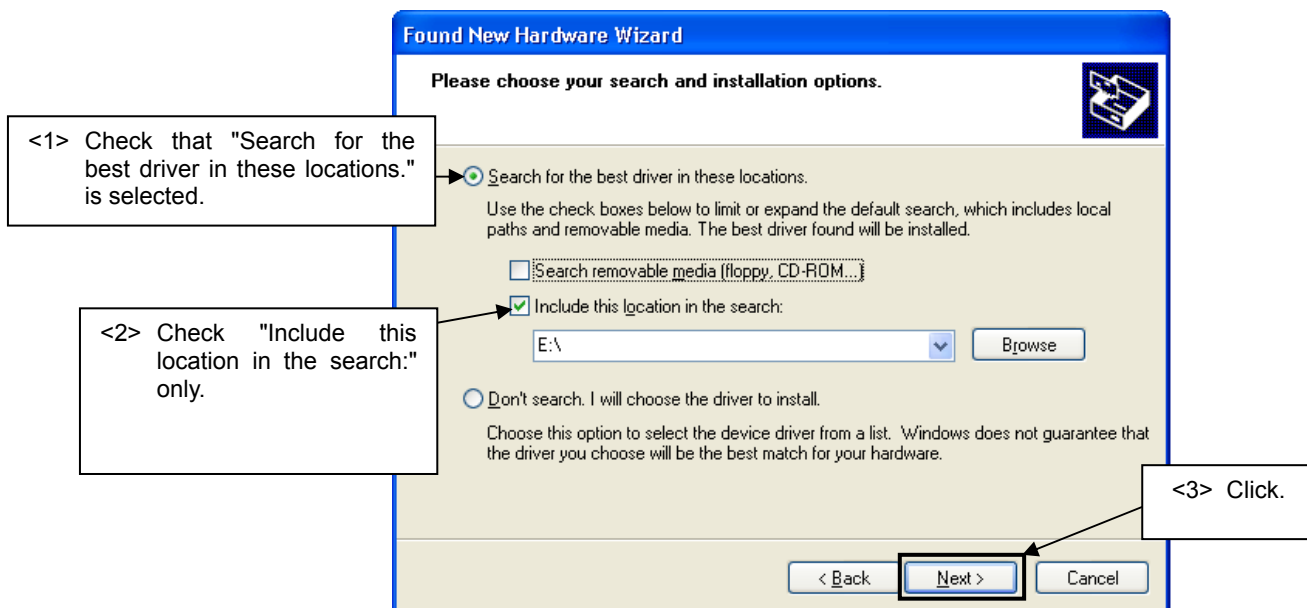 Found New Hardware Wizard
Please choose your search and installation options.
<1> Check that "Search for the
best driver in these locations."
is selected.
Search for the best driver in these locations.
Use the check boxes below to limit or expand the default search, which includes local
paths and removable media. The best driver found will be installed.
Search removable media (floppy, CD-ROM...)
<2> Check "Include this
location in the search:"
only.
Include this location in the search:
E:\
Browse
Don't search. I will choose the driver to install.
Choose this option to select the device driver from a list. Windows does not guarantee that
the driver you choose will be the best match for your hardware.
<3> Click.
< Back
Next >
Cancel